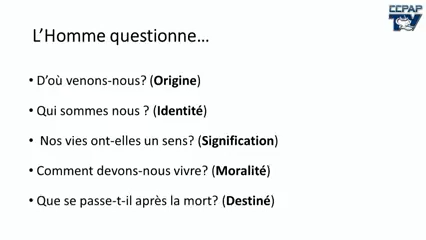 CCPAP
TV
L'Homme questionne...
• D'où venons-nous? (Origine)
• Qui sommes nous ? (Identité)
• Nos vies ont-elles un sens? (Signification)
• Comment devons-nous vivre? (Moralité)
• Que se passe-t-il après la mort? (Destiné)